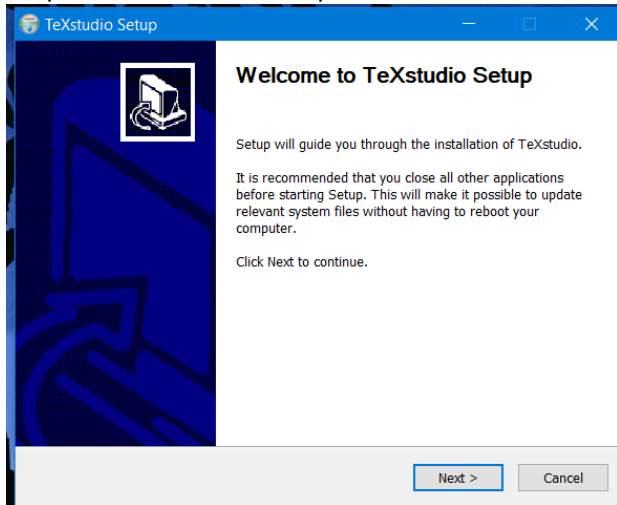 TeXstudio Setup
Welcome to TeXstudio Setup
Setup will guide you through the installation of TeXstudio.
It is recommended that you close all other applications
before starting Setup. This will make it possible to update
relevant system files without having to reboot your
computer.
Click Next to continue.
Next >
Cancel